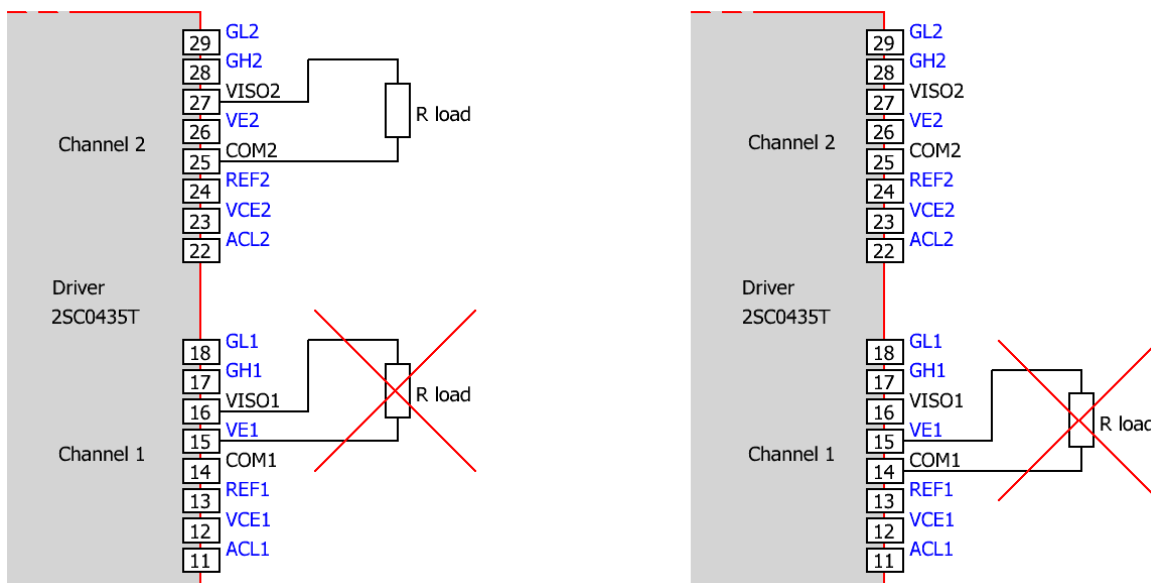 29 GL2
28 GH2
27 VISO2
26 VE2
25 COM2
24 REF2
23 VCE2
22 ACL2
Channel 2
R load
Driver
2SC0435T
18 GL1
17 GH1
16 VISO1
15 VE1
14 COM1
13 REF1
12 VCE1
11 ACL1
Channel 1
R load
29 GL2
28 GH2
27 VISO2
26 VE2
25 COM2
24 REF2
23 VCE2
22 ACL2
Channel 2
Driver
2SC0435T
18 GL1
17 GH1
16 VISO1
15 VE1
14 COM1
13 REF1
12 VCE1
11 ACL1
Channel 1
R load